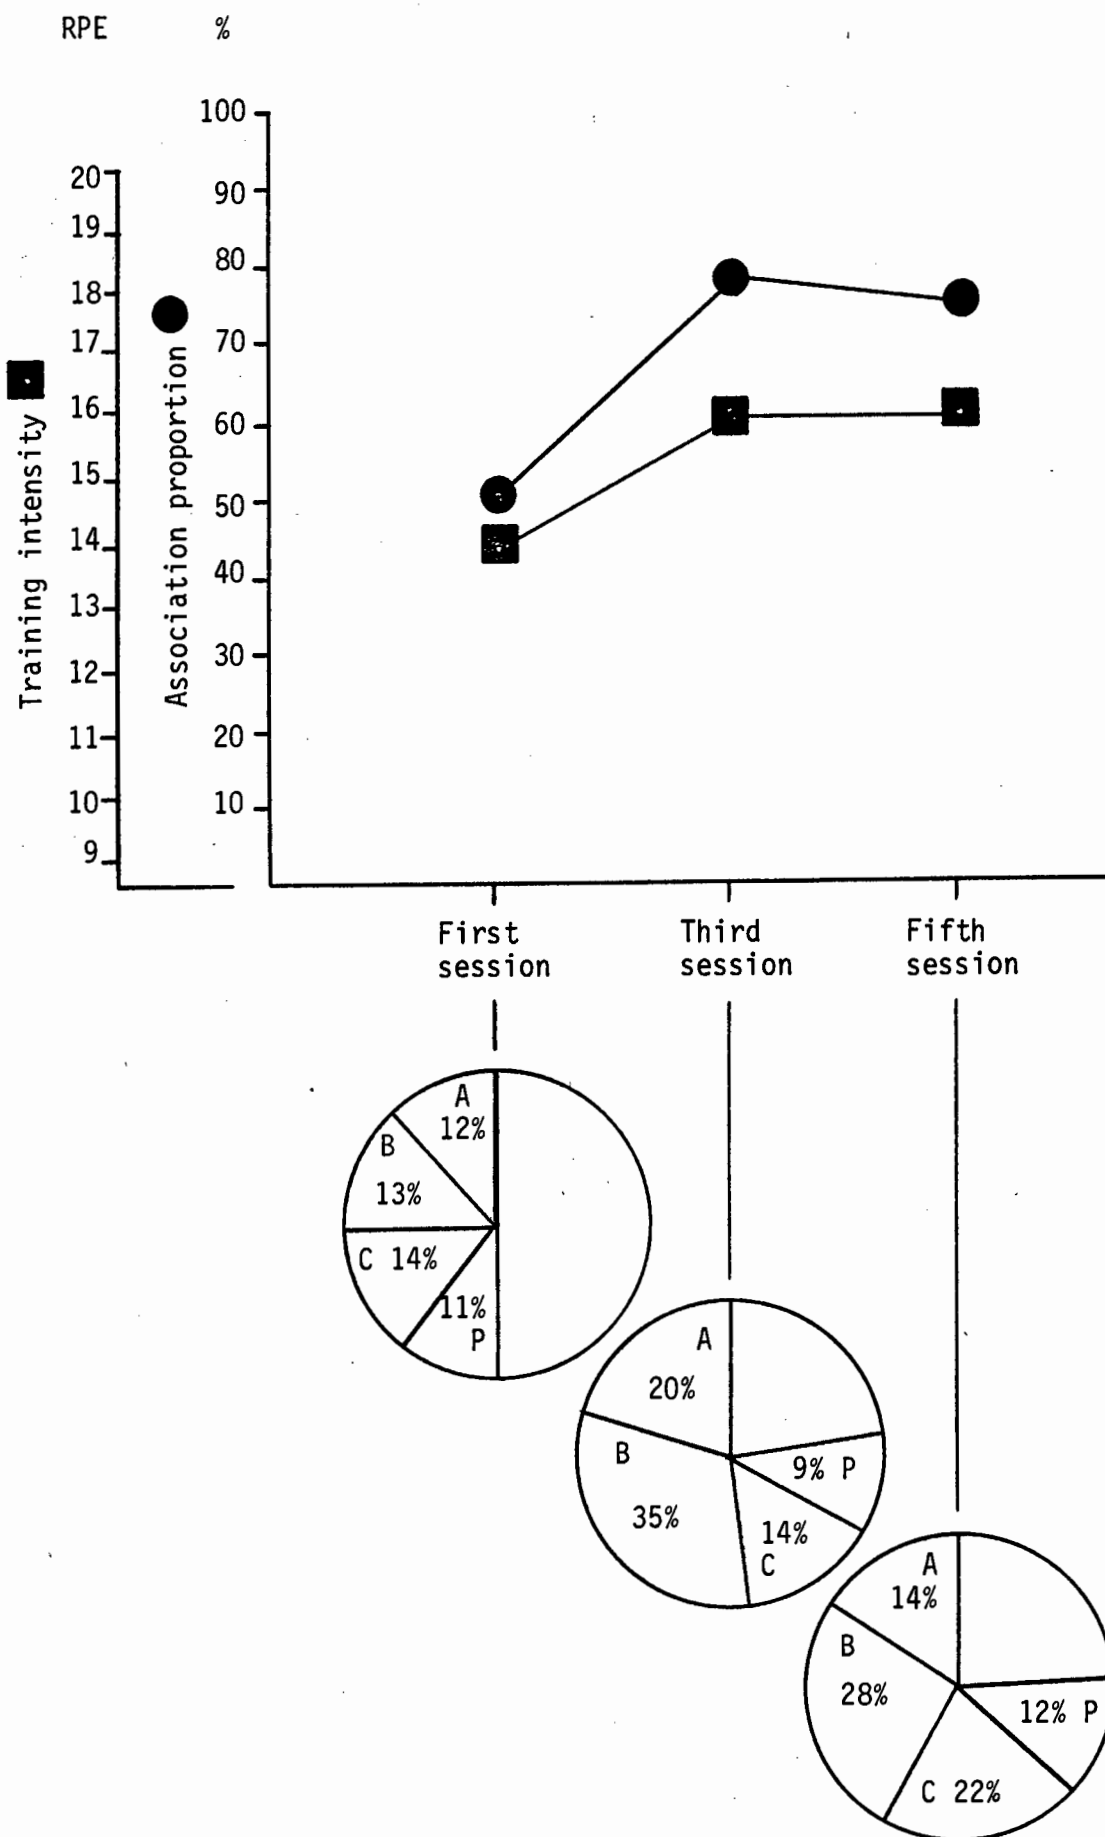 RPE
%
Training intensity
20
19
18
17
16
15
14
13
12
11
10
9
Association proportion
100
90
80
70
60
50
40
30
20
10
First
session
Third
session
Fifth
session
A
12%
B
13%
C 14%
11%
P
A
20%
B
35%
9% P
14%
C
A
14%
B
28%
12% P
C 22%